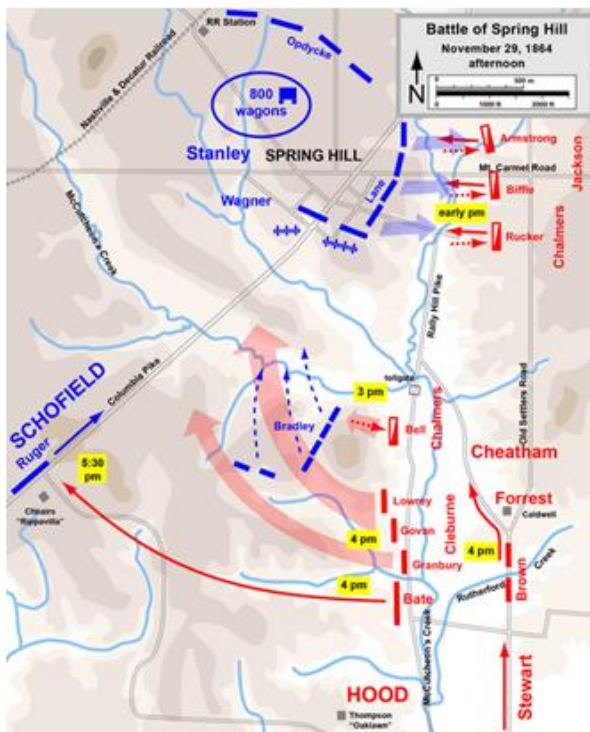 Battle of Spring Hill
November 29, 1864
afternoon
N
0
500 m
0
1000 ft
2000 ft
RR Station
Opdycke
Nashville & Decatur Railroad
800
wagons
Stanley
SPRING HILL
Armstrong
Mt. Carmel Road
Jackson
Wagner
Lane
Biffle
early pm
Rucker
Chalmers
McCutcheon's Creek
Rally Hill Pike
Columbia Pike
tollgate
Old Settlers Road
SCHOFIELD
Ruger
3 pm
Bradley
Bell
Chalmers
Cheatham
5:30
pm
Cheairs
"Rippavilla"
Lowrey
Forrest
Caldwell
Govan
Cleburne
4 pm
4 pm
Granbury
4 pm
Bate
Rutherford
Creek
Brown
McCutcheon's Creek
HOOD
Stewart
Thompson
"Oaklawn"